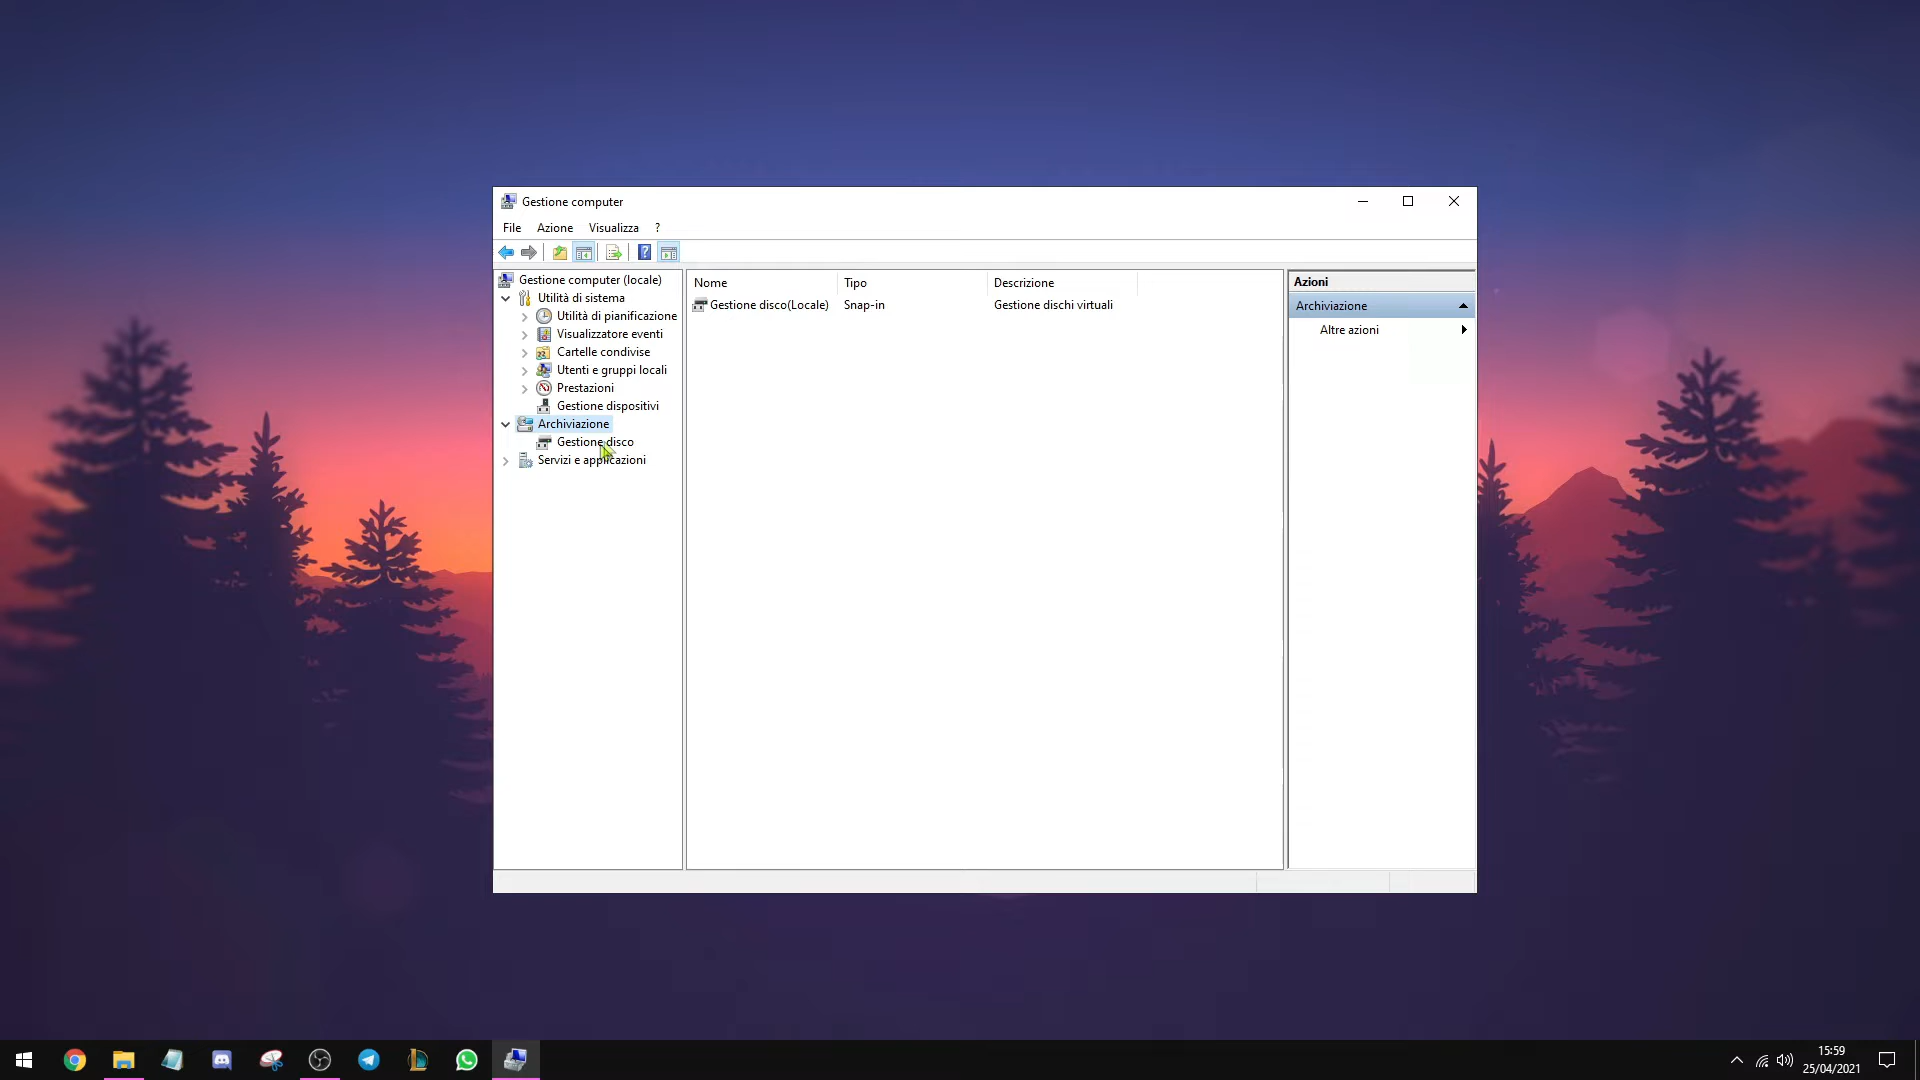 Gestione computer
File Azione Visualizza ?
Gestione computer (locale)
Utilità di sistema
Utilità di pianificazione
Visualizzatore eventi
Cartelle condivise
Utenti e gruppi locali
Prestazioni
Gestione dispositivi
Archiviazione
Gestione disco
Servizi e applicazioni
Nome Tipo Descrizione
Gestione disco(Locale) Snap-in Gestione dischi virtuali
Azioni
Archiviazione
Altre azioni
15:59
25/04/2021